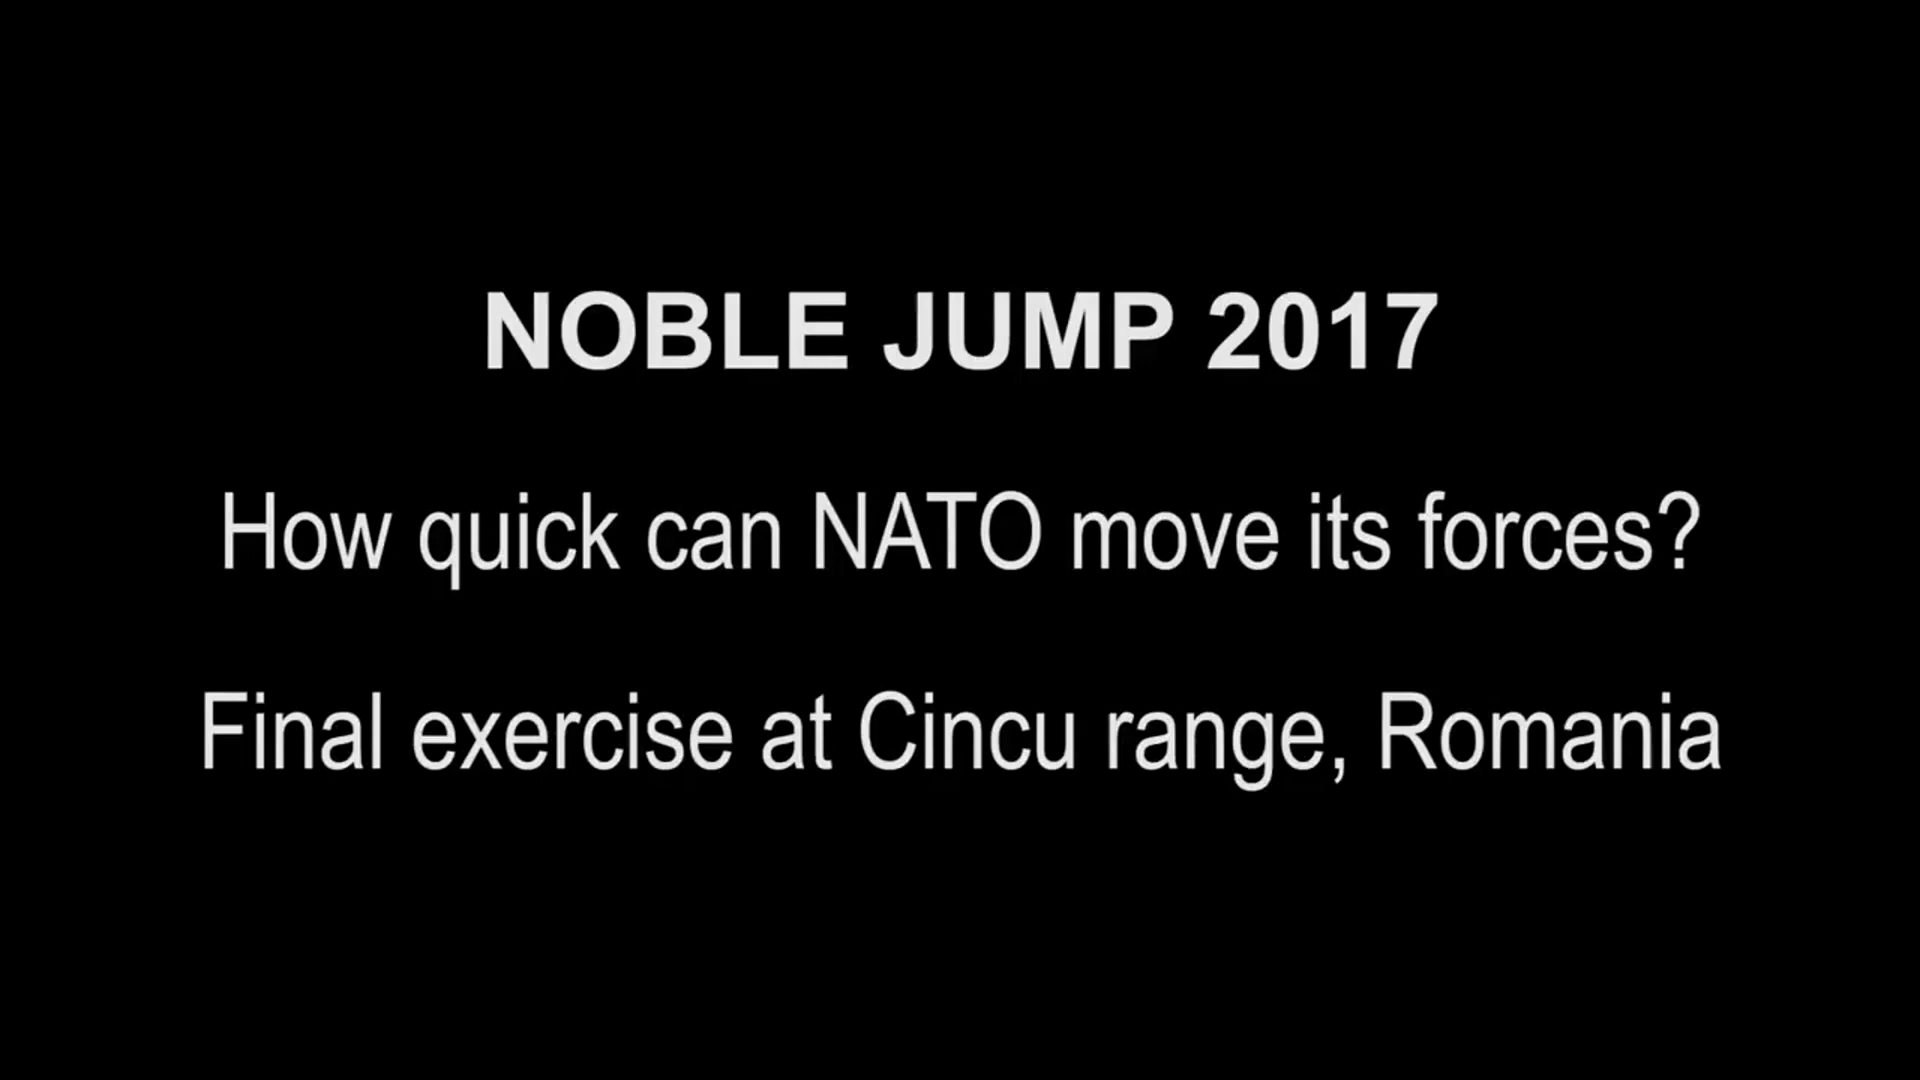 NOBLE JUMP 2017
How quick can NATO move its forces?
Final exercise at Cincu range, Romania